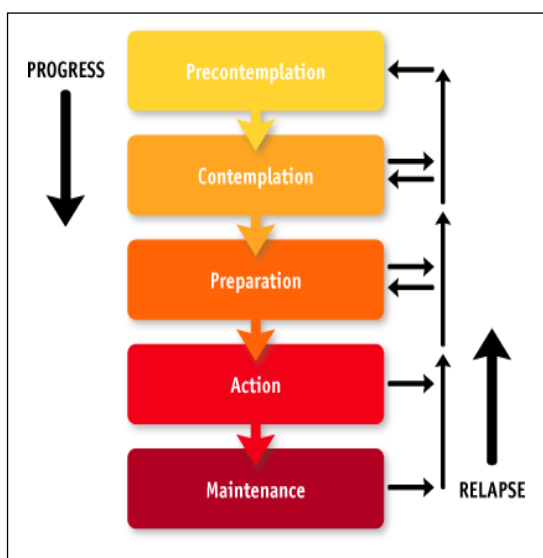 PROGRESS
Precontemplation
Contemplation
Preparation
Action
Maintenance
RELAPSE